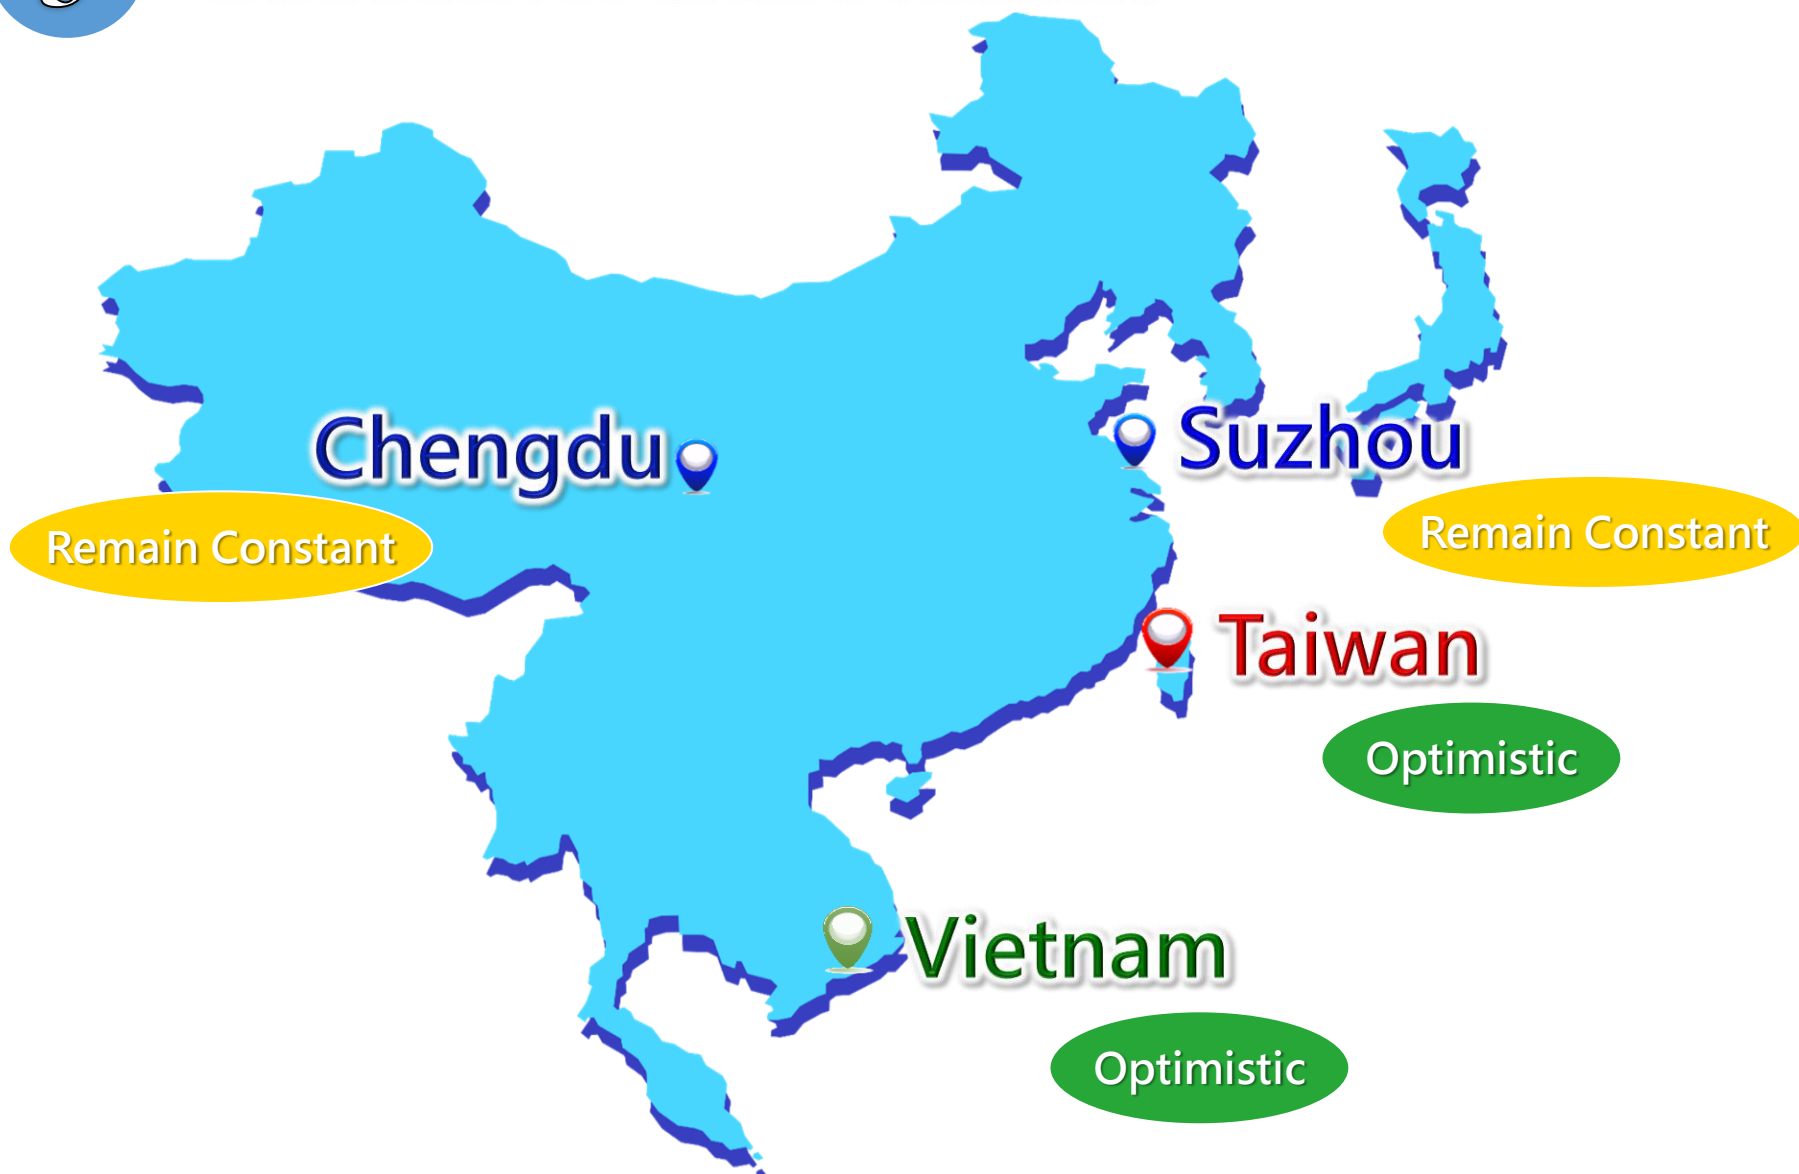 Chengdu
Suzhou
Remain Constant
Remain Constant
Taiwan
Optimistic
Vietnam
Optimistic